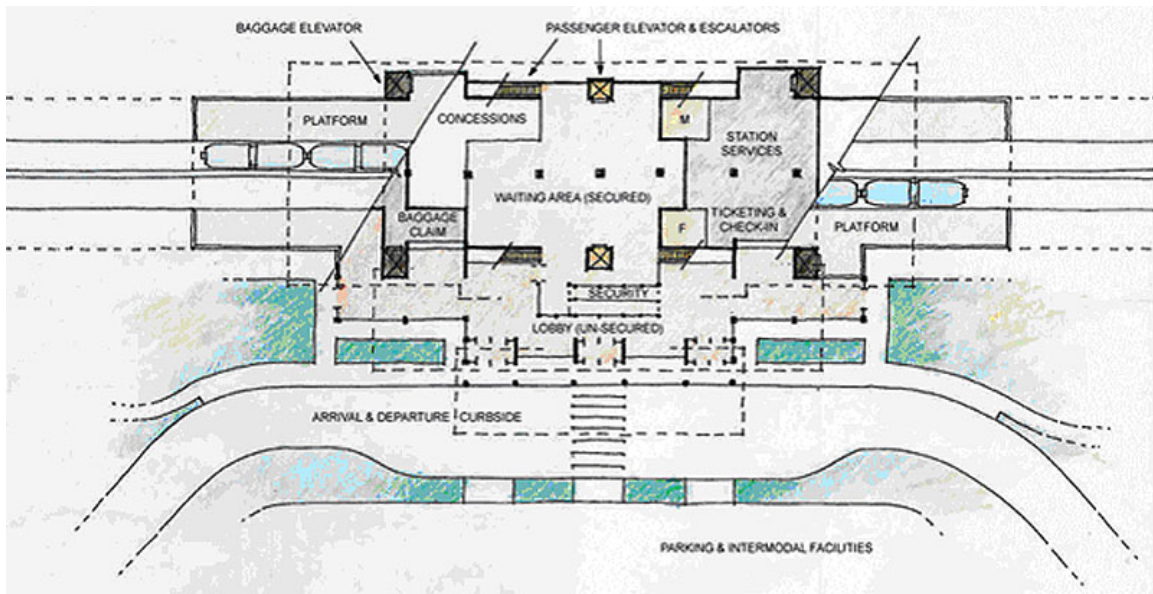 BAGGAGE ELEVATOR
PASSENGER ELEVATOR & ESCALATORS
PLATFORM
CONCESSIONS
M
STATION
SERVICES
WAITING AREA (SECURED)
BAGGAGE
CLAIM
F
TICKETING &
CHECK-IN
PLATFORM
SECURITY
LOBBY (UN-SECURED)
ARRIVAL & DEPARTURE CURBSIDE
PARKING & INTERMODAL FACILITIES